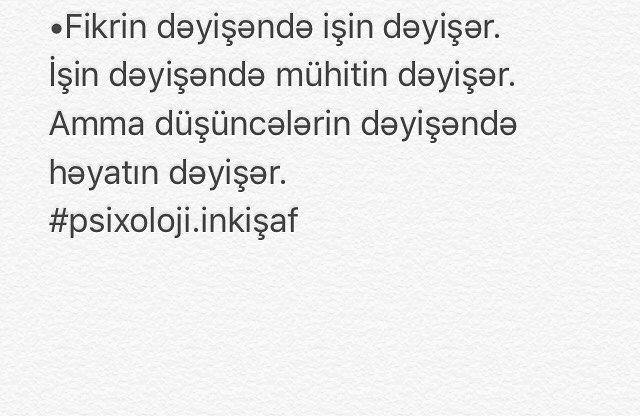 •Fikrin dəyişəndə işin dəyişər.
İşin dəyişəndə mühitin dəyişər.
Amma düşüncələrin dəyişəndə
həyatın dəyişər.
#psixoloji.inkişaf